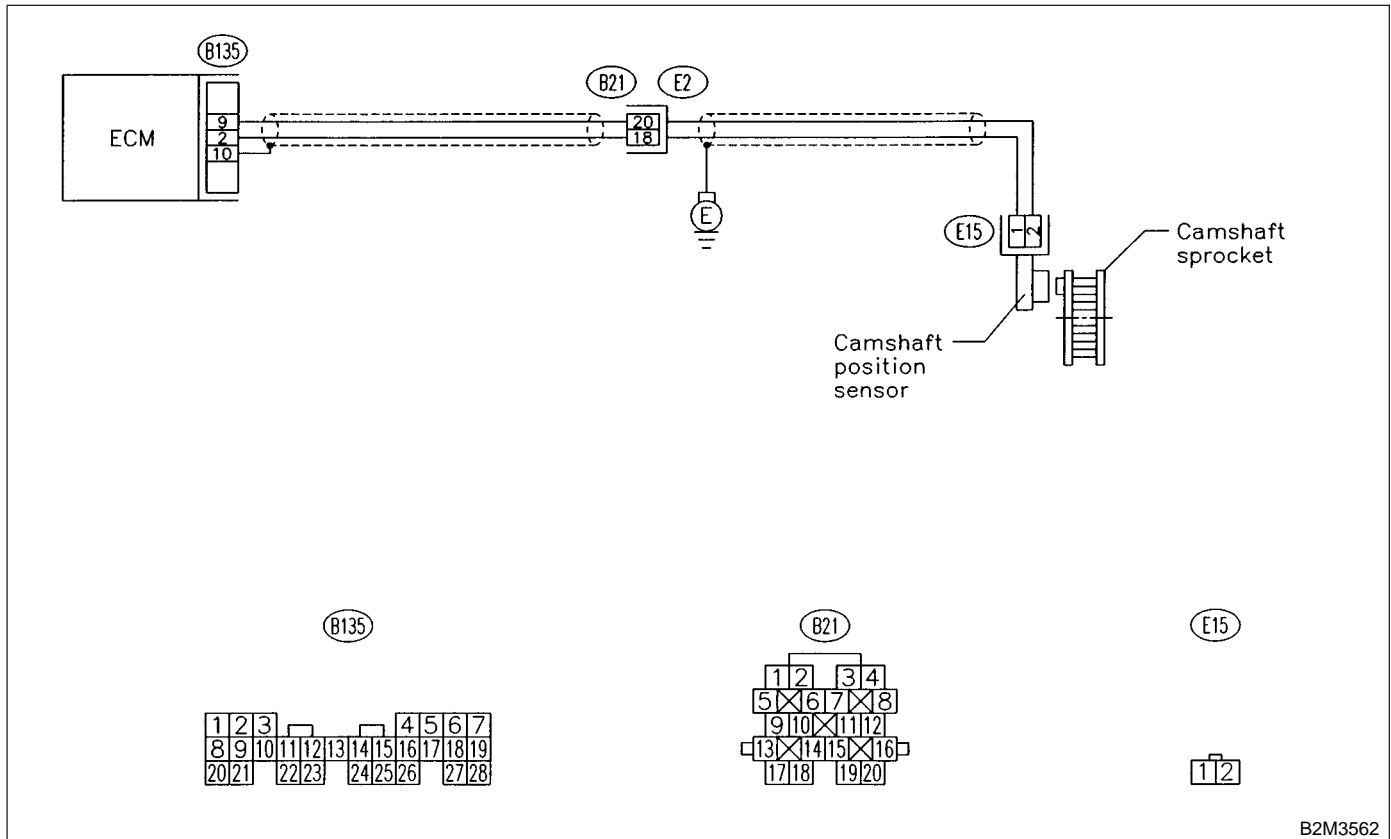 B135
B21 E2
ECM
9
2
10
20
18
E
E15
1 2
Camshaft
sprocket
Camshaft
position
sensor
B135
B21
E15
1 2 3 4 5 6 7
8 9 10 11 12 13 14 15 16 17 18 19
20 21 22 23 24 25 26 27 28
1 2 3 4
5 6 7 8
9 10 11 12
13 14 15 16
17 18 19 20
1 2
B2M3562